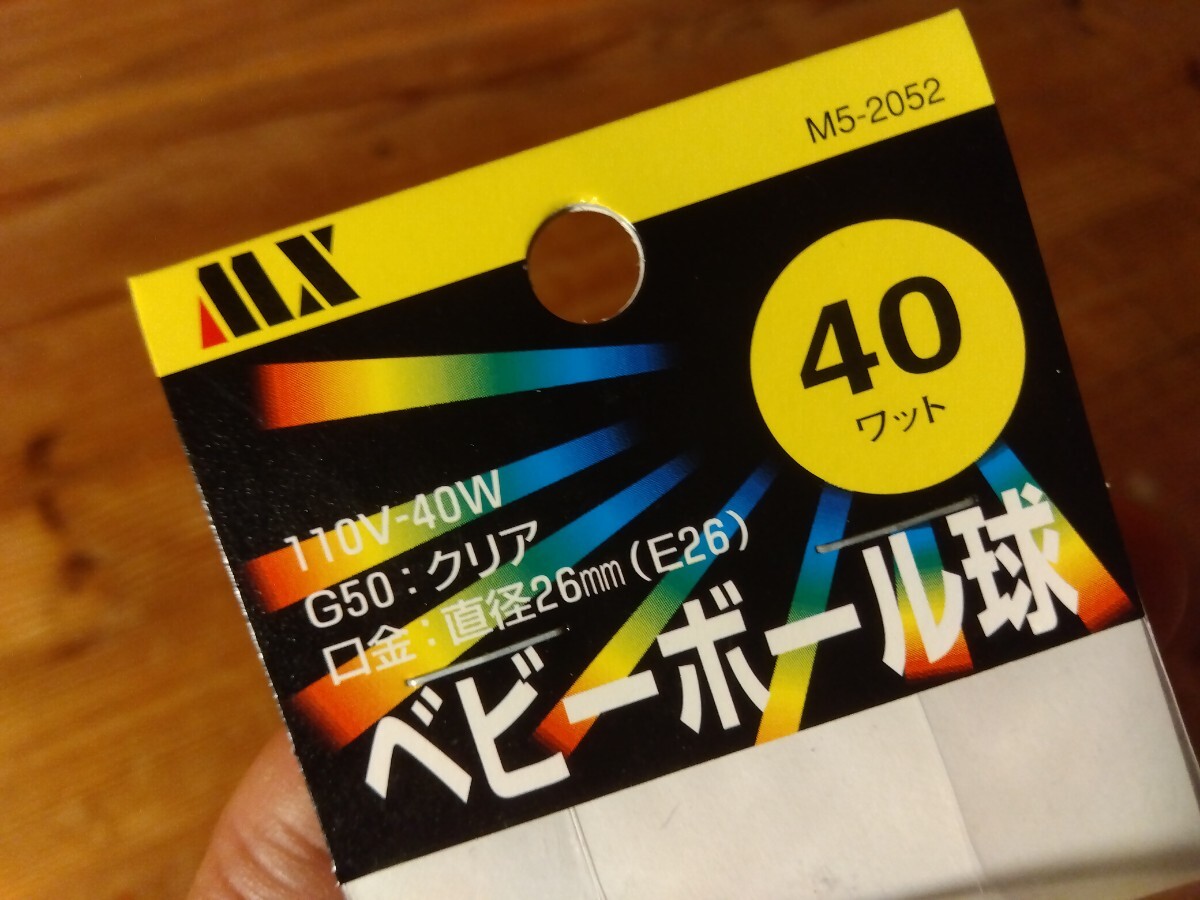 M5-2052
MX
40
ワット
110V-40W
G50:クリア
口金:直径26mm(E26)
ベビーボール球